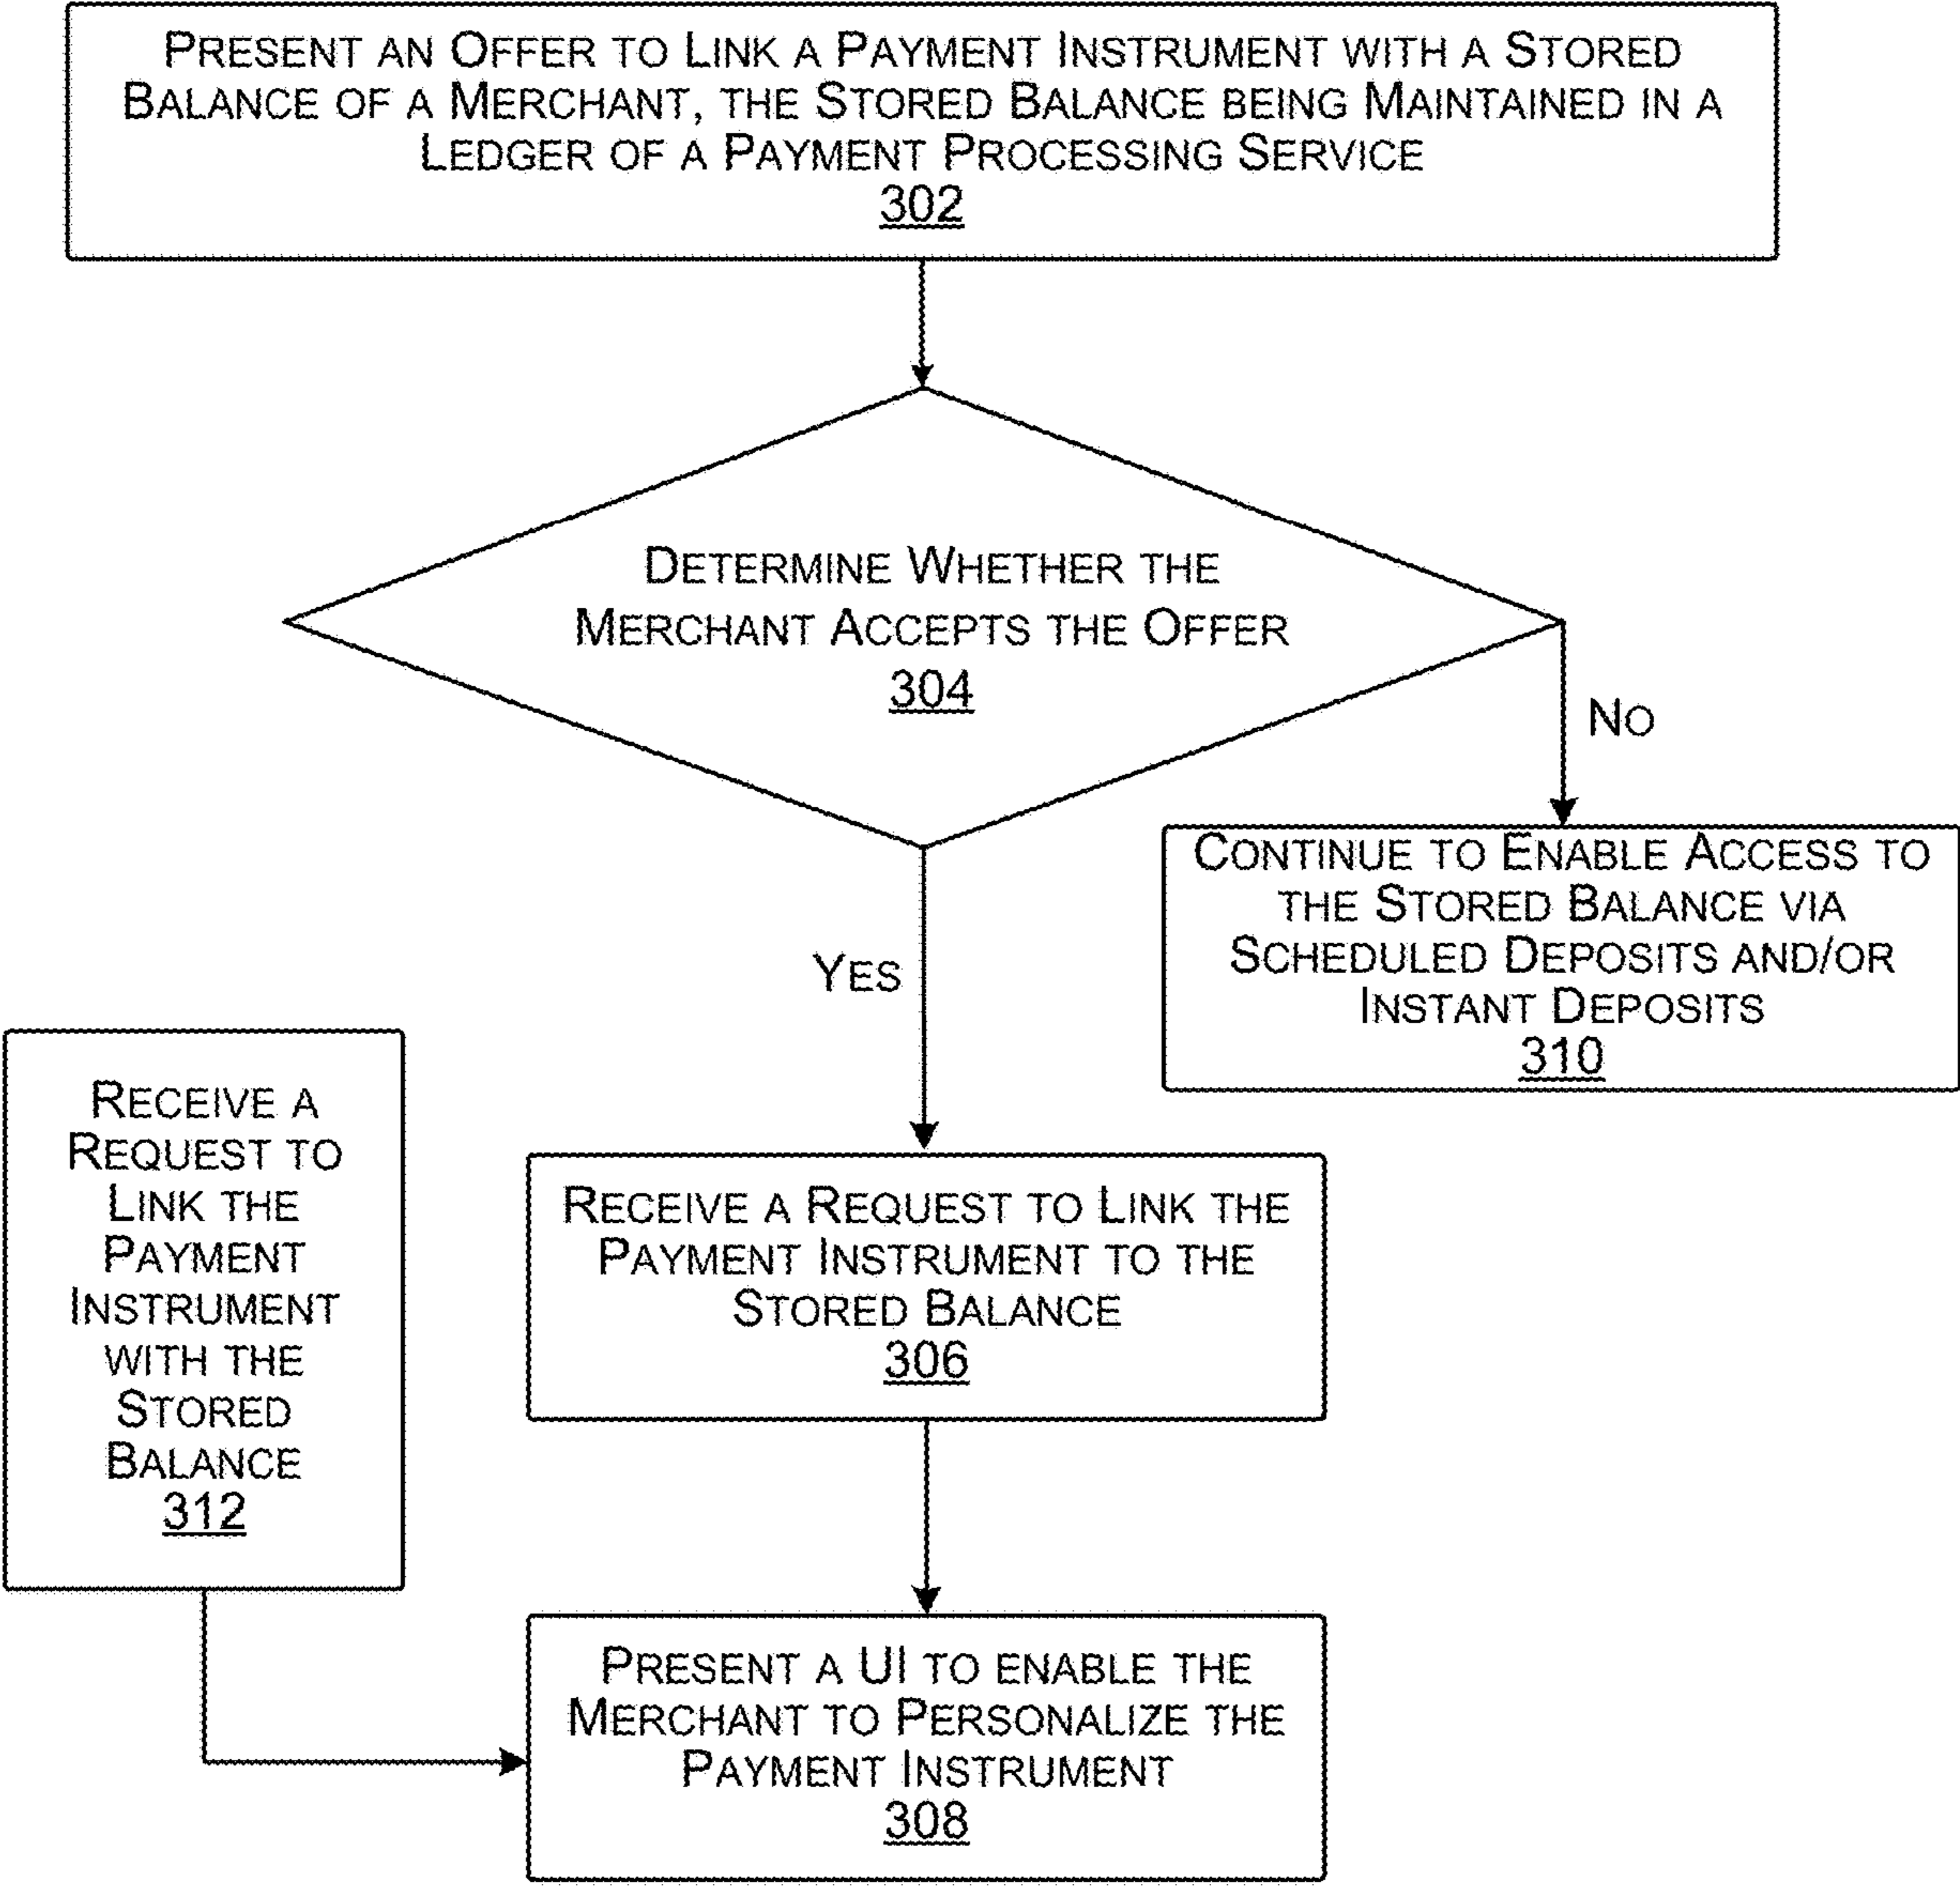 PRESENT AN OFFER TO LINK A PAYMENT INSTRUMENT WITH A STORED
BALANCE OF A MERCHANT, THE STORED BALANCE BEING MAINTAINED IN A
LEDGER OF A PAYMENT PROCESSING SERVICE
302
DETERMINE WHETHER THE
MERCHANT ACCEPTS THE OFFER
304
NO
CONTINUE TO ENABLE ACCESS TO
THE STORED BALANCE VIA
SCHEDULED DEPOSITS AND/OR
INSTANT DEPOSITS
310
YES
RECEIVE A
REQUEST TO
LINK THE
PAYMENT
INSTRUMENT
WITH THE
STORED
BALANCE
312
RECEIVE A REQUEST TO LINK THE
PAYMENT INSTRUMENT TO THE
STORED BALANCE
306
PRESENT A UI TO ENABLE THE
MERCHANT TO PERSONALIZE THE
PAYMENT INSTRUMENT
308